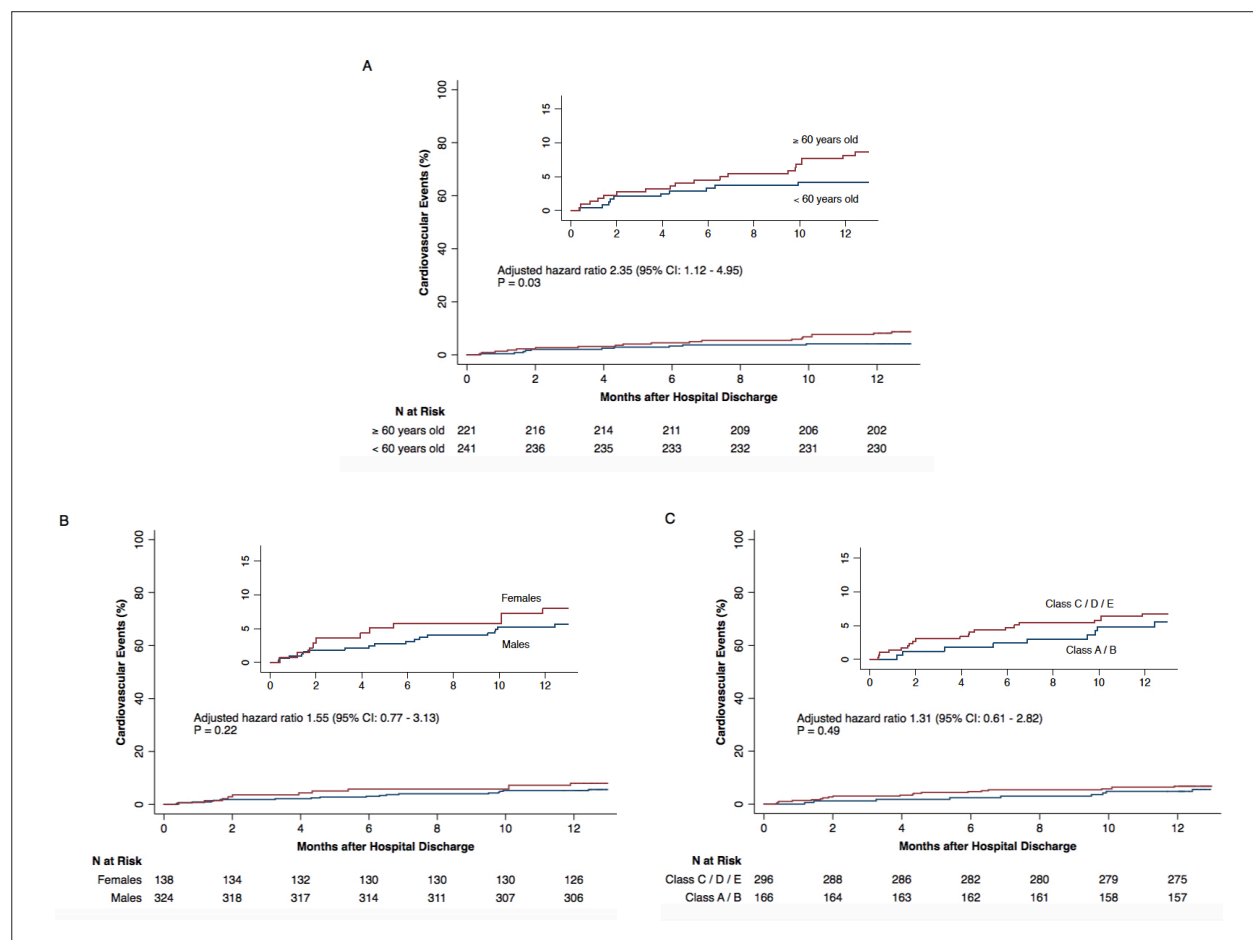 A
Cardiovascular Events (%)
100
80
60
40
20
0
15
10
5
0
≥ 60 years old
< 60 years old
0 2 4 6 8 10 12
Adjusted hazard ratio 2.35 (95% CI: 1.12 - 4.95)
P = 0.03
0 2 4 6 8 10 12
Months after Hospital Discharge
N at Risk
≥ 60 years old 221 216 214 211 209 206 202
< 60 years old 241 236 235 233 232 231 230
B
Cardiovascular Events (%)
100
80
60
40
20
0
15
10
5
0
Females
Males
0 2 4 6 8 10 12
Adjusted hazard ratio 1.55 (95% CI: 0.77 - 3.13)
P = 0.22
0 2 4 6 8 10 12
Months after Hospital Discharge
N at Risk
Females 138 134 132 130 130 130 126
Males 324 318 317 314 311 307 306
C
Cardiovascular Events (%)
100
80
60
40
20
0
15
10
5
0
Class C / D / E
Class A / B
0 2 4 6 8 10 12
Adjusted hazard ratio 1.31 (95% CI: 0.61 - 2.82)
P = 0.49
0 2 4 6 8 10 12
Months after Hospital Discharge
N at Risk
Class C / D / E 296 288 286 282 280 279 275
Class A / B 166 164 163 162 161 158 157